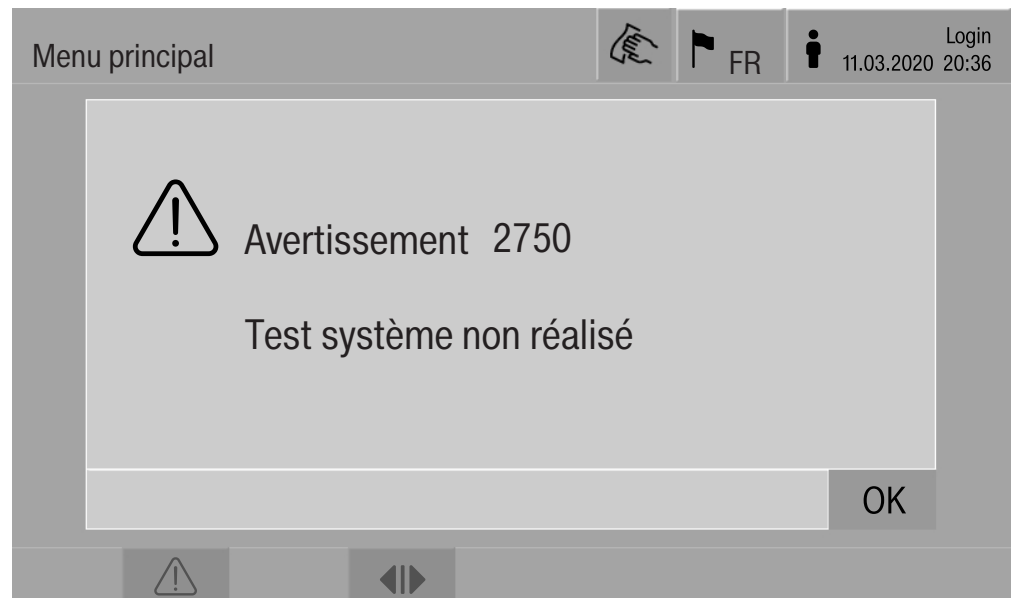 Menu principal
FR
Login
11.03.2020 20:36
Avertissement 2750
Test système non réalisé
OK